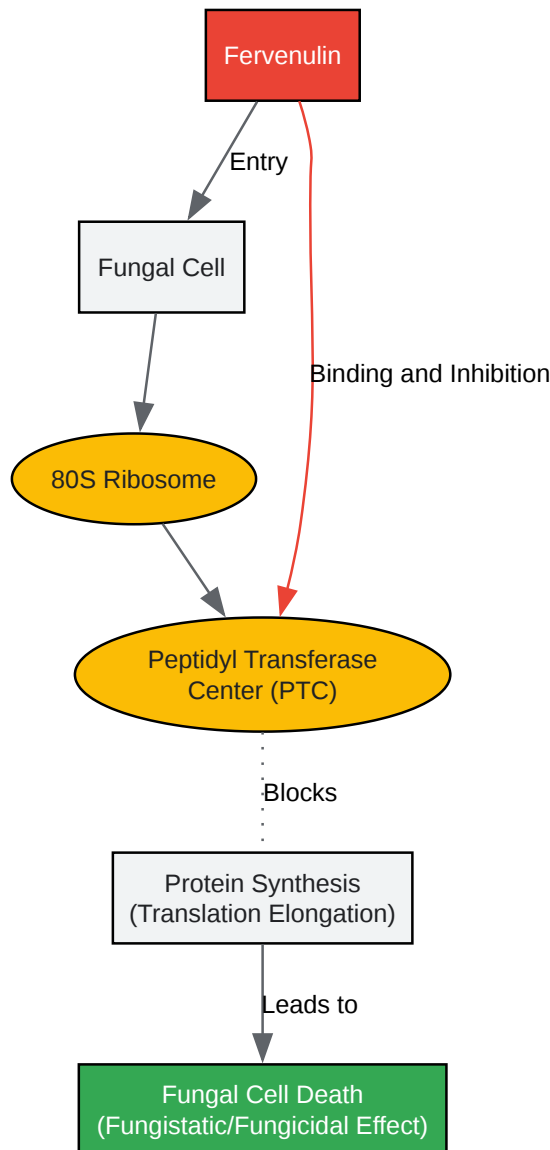 Fervenulin
Entry
Fungal Cell
Binding and Inhibition
80S Ribosome
Peptidyl Transferase
Center (PTC)
Blocks
Protein Synthesis
(Translation Elongation)
Leads to
Fungal Cell Death
(Fungistatic/Fungicidal Effect)